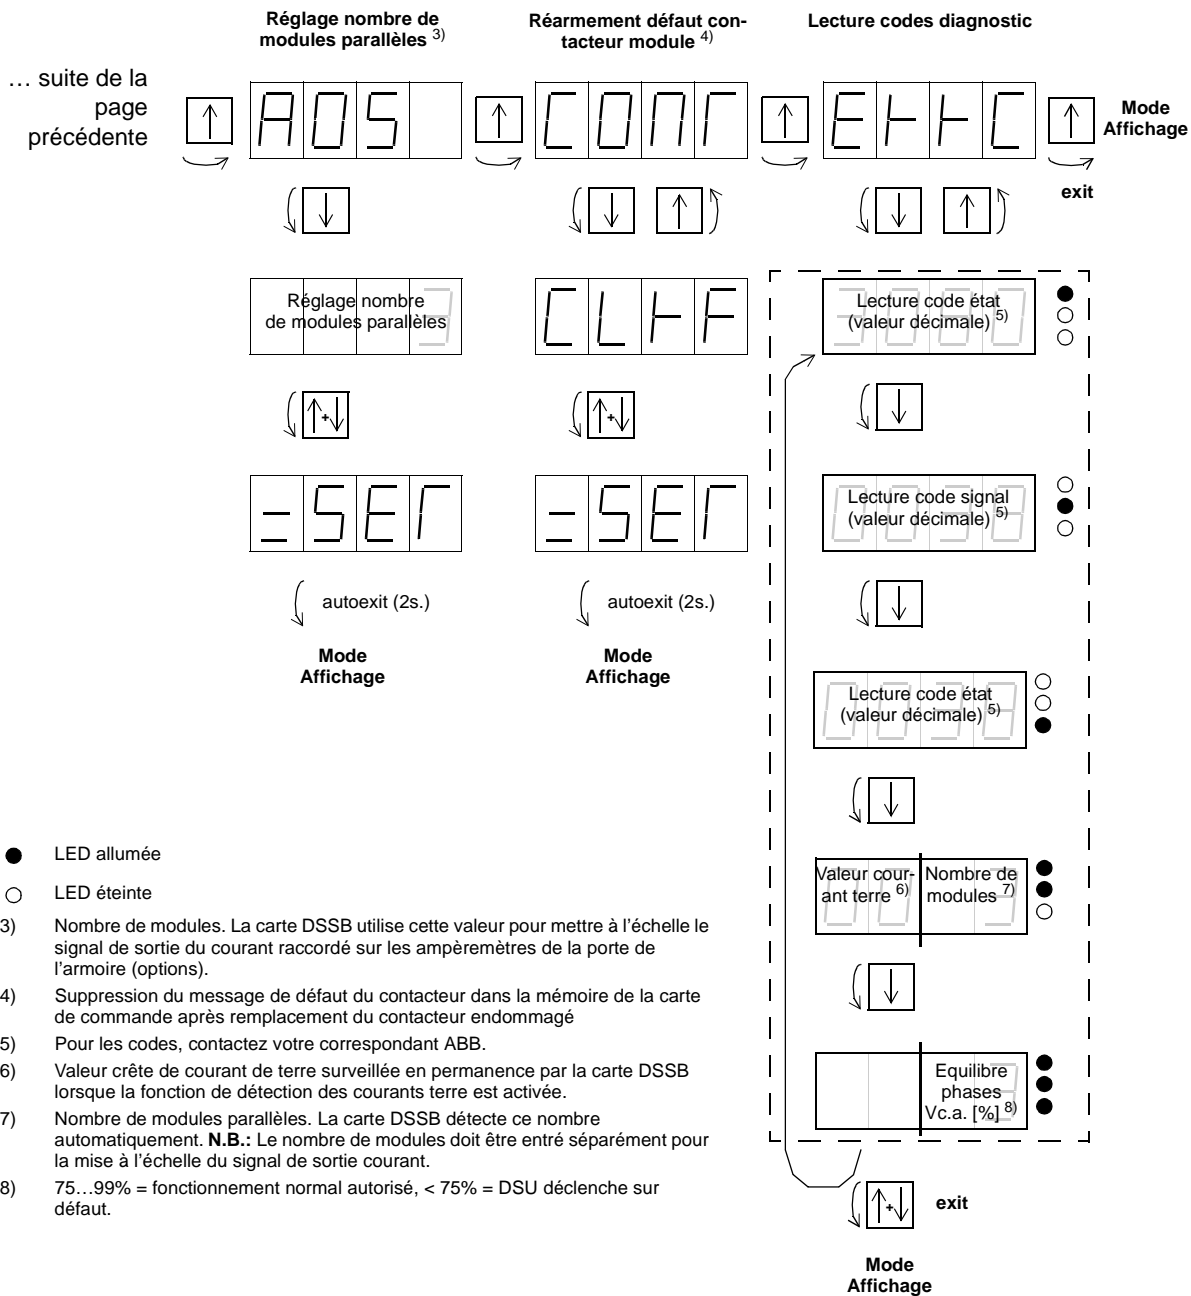 Réglage nombre de
modules parallèles 3)
Réarmement défaut con-
tacteur module 4)
Lecture codes diagnostic
… suite de la
page
précédente
AOS
CONT
Mode
Affichage
exit
Réglage nombre
de modules parallèles
3
Lecture code état
(valeur décimale) 5)
+
+
Lecture code signal
(valeur décimale) 5)
=SET
=SET
autoexit (2s.)
autoexit (2s.)
Mode
Affichage
Mode
Affichage
Lecture code état
(valeur décimale) 5)
Valeur cour-
ant terre 6)
Nombre de
modules 7)
Equilibre
phases
Vc.a. [%] 8)
+
exit
Mode
Affichage
LED allumée
LED éteinte
3) Nombre de modules. La carte DSSB utilise cette valeur pour mettre à l’échelle le
signal de sortie du courant raccordé sur les ampèremètres de la porte de
l’armoire (options).
4) Suppression du message de défaut du contacteur dans la mémoire de la carte
de commande après remplacement du contacteur endommagé
5) Pour les codes, contactez votre correspondant ABB.
6) Valeur crête de courant de terre surveillée en permanence par la carte DSSB
lorsque la fonction de détection des courants terre est activée.
7) Nombre de modules parallèles. La carte DSSB détecte ce nombre
automatiquement. N.B.: Le nombre de modules doit être entré séparément pour
la mise à l’échelle du signal de sortie courant.
8) 75…99% = fonctionnement normal autorisé, < 75% = DSU déclenche sur
défaut.